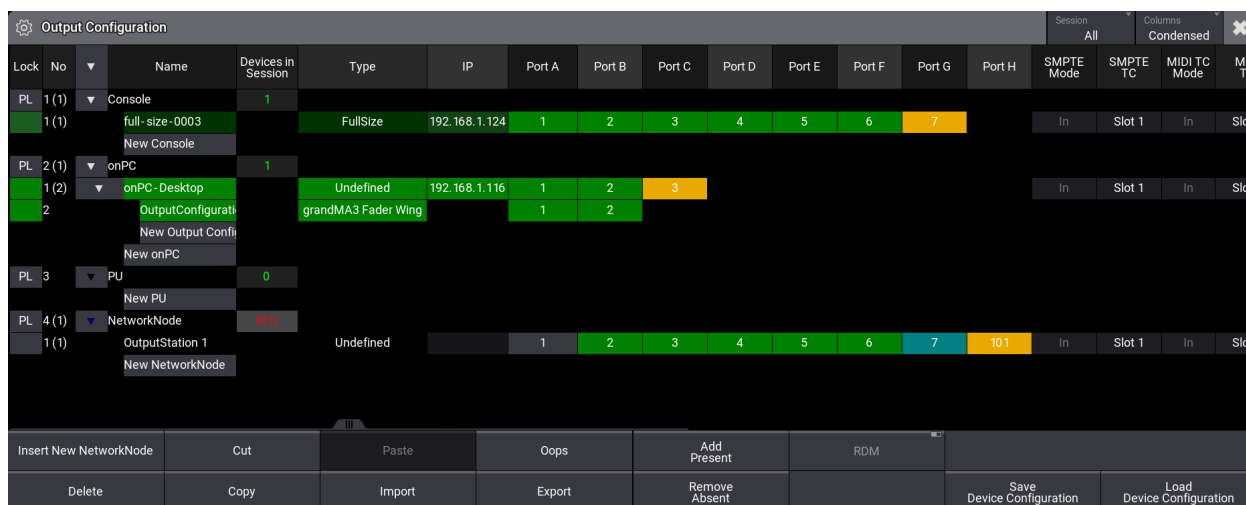 Output Configuration Session All Columns Condensed
Lock No Name Devices in Session Type IP Port A Port B Port C Port D Port E Port F Port G Port H SMPTE Mode SMPTE TC MIDI TC Mode M T
PL 1 (1) Console 1
1 (1) full-size-0003 FullSize 192.168.1.124 1 2 3 4 5 6 7 In Slot 1 In Slo
New Console
PL 2 (1) onPC 1
1 (2) onPC-Desktop Undefined 192.168.1.116 1 2 3 In Slot 1 In Slo
2 OutputConfigurati grandMA3 Fader Wing 1 2
New Output Config
New onPC
PL 3 PU 0
New PU
PL 4 (1) NetworkNode 0(1)
1 (1) OutputStation 1 Undefined 1 2 3 4 5 6 7 101 In Slot 1 In Slo
New NetworkNode
Insert New NetworkNode Cut Paste Oops Add Present RDM
Delete Copy Import Export Remove Absent Save Device Configuration Load Device Configuration